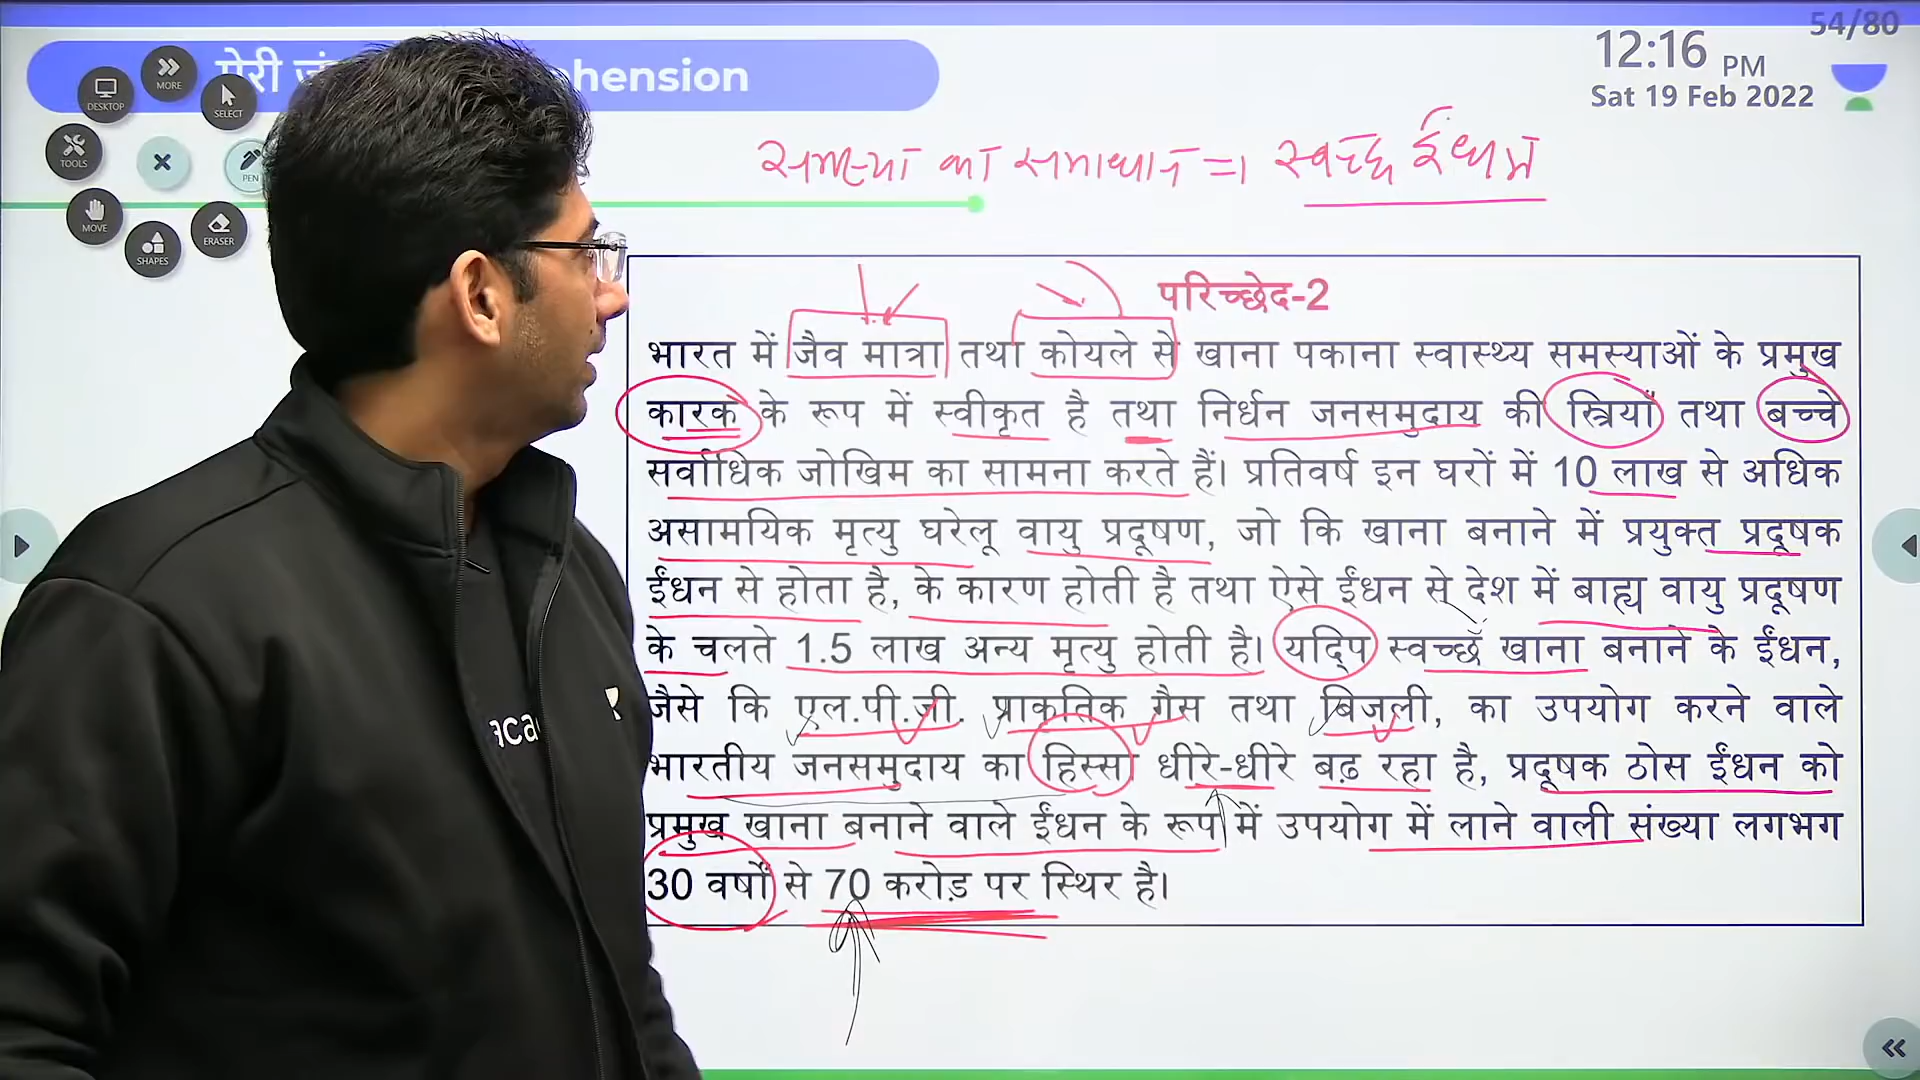 54/80
12:16 PM
Sat 19 Feb 2022
मेरी hension
MORE
DESKTOP
SELECT
TOOLS
PEN
MOVE
ERASER
SHAPES
समस्या का समाधान => स्वच्छ ईंधन
परिच्छेद-2
भारत में जैव मात्रा तथा कोयले से खाना पकाना स्वास्थ्य समस्याओं के प्रमुख
कारक के रूप में स्वीकृत है तथा निर्धन जनसमुदाय की स्त्रियाँ तथा बच्चे
सर्वाधिक जोखिम का सामना करते हैं। प्रतिवर्ष इन घरों में 10 लाख से अधिक
असामयिक मृत्यु घरेलू वायु प्रदूषण, जो कि खाना बनाने में प्रयुक्त प्रदूषक
ईंधन से होता है, के कारण होती है तथा ऐसे ईंधन से देश में बाह्य वायु प्रदूषण
के चलते 1.5 लाख अन्य मृत्यु होती है। यद्पि स्वच्छ खाना बनाने के ईंधन,
जैसे कि एल.पी.जी. प्राकृतिक गैस तथा बिजली, का उपयोग करने वाले
भारतीय जनसमुदाय का हिस्सा धीरे-धीरे बढ़ रहा है, प्रदूषक ठोस ईंधन को
प्रमुख खाना बनाने वाले ईंधन के रूप में उपयोग में लाने वाली संख्या लगभग
30 वर्षों से 70 करोड़ पर स्थिर है।